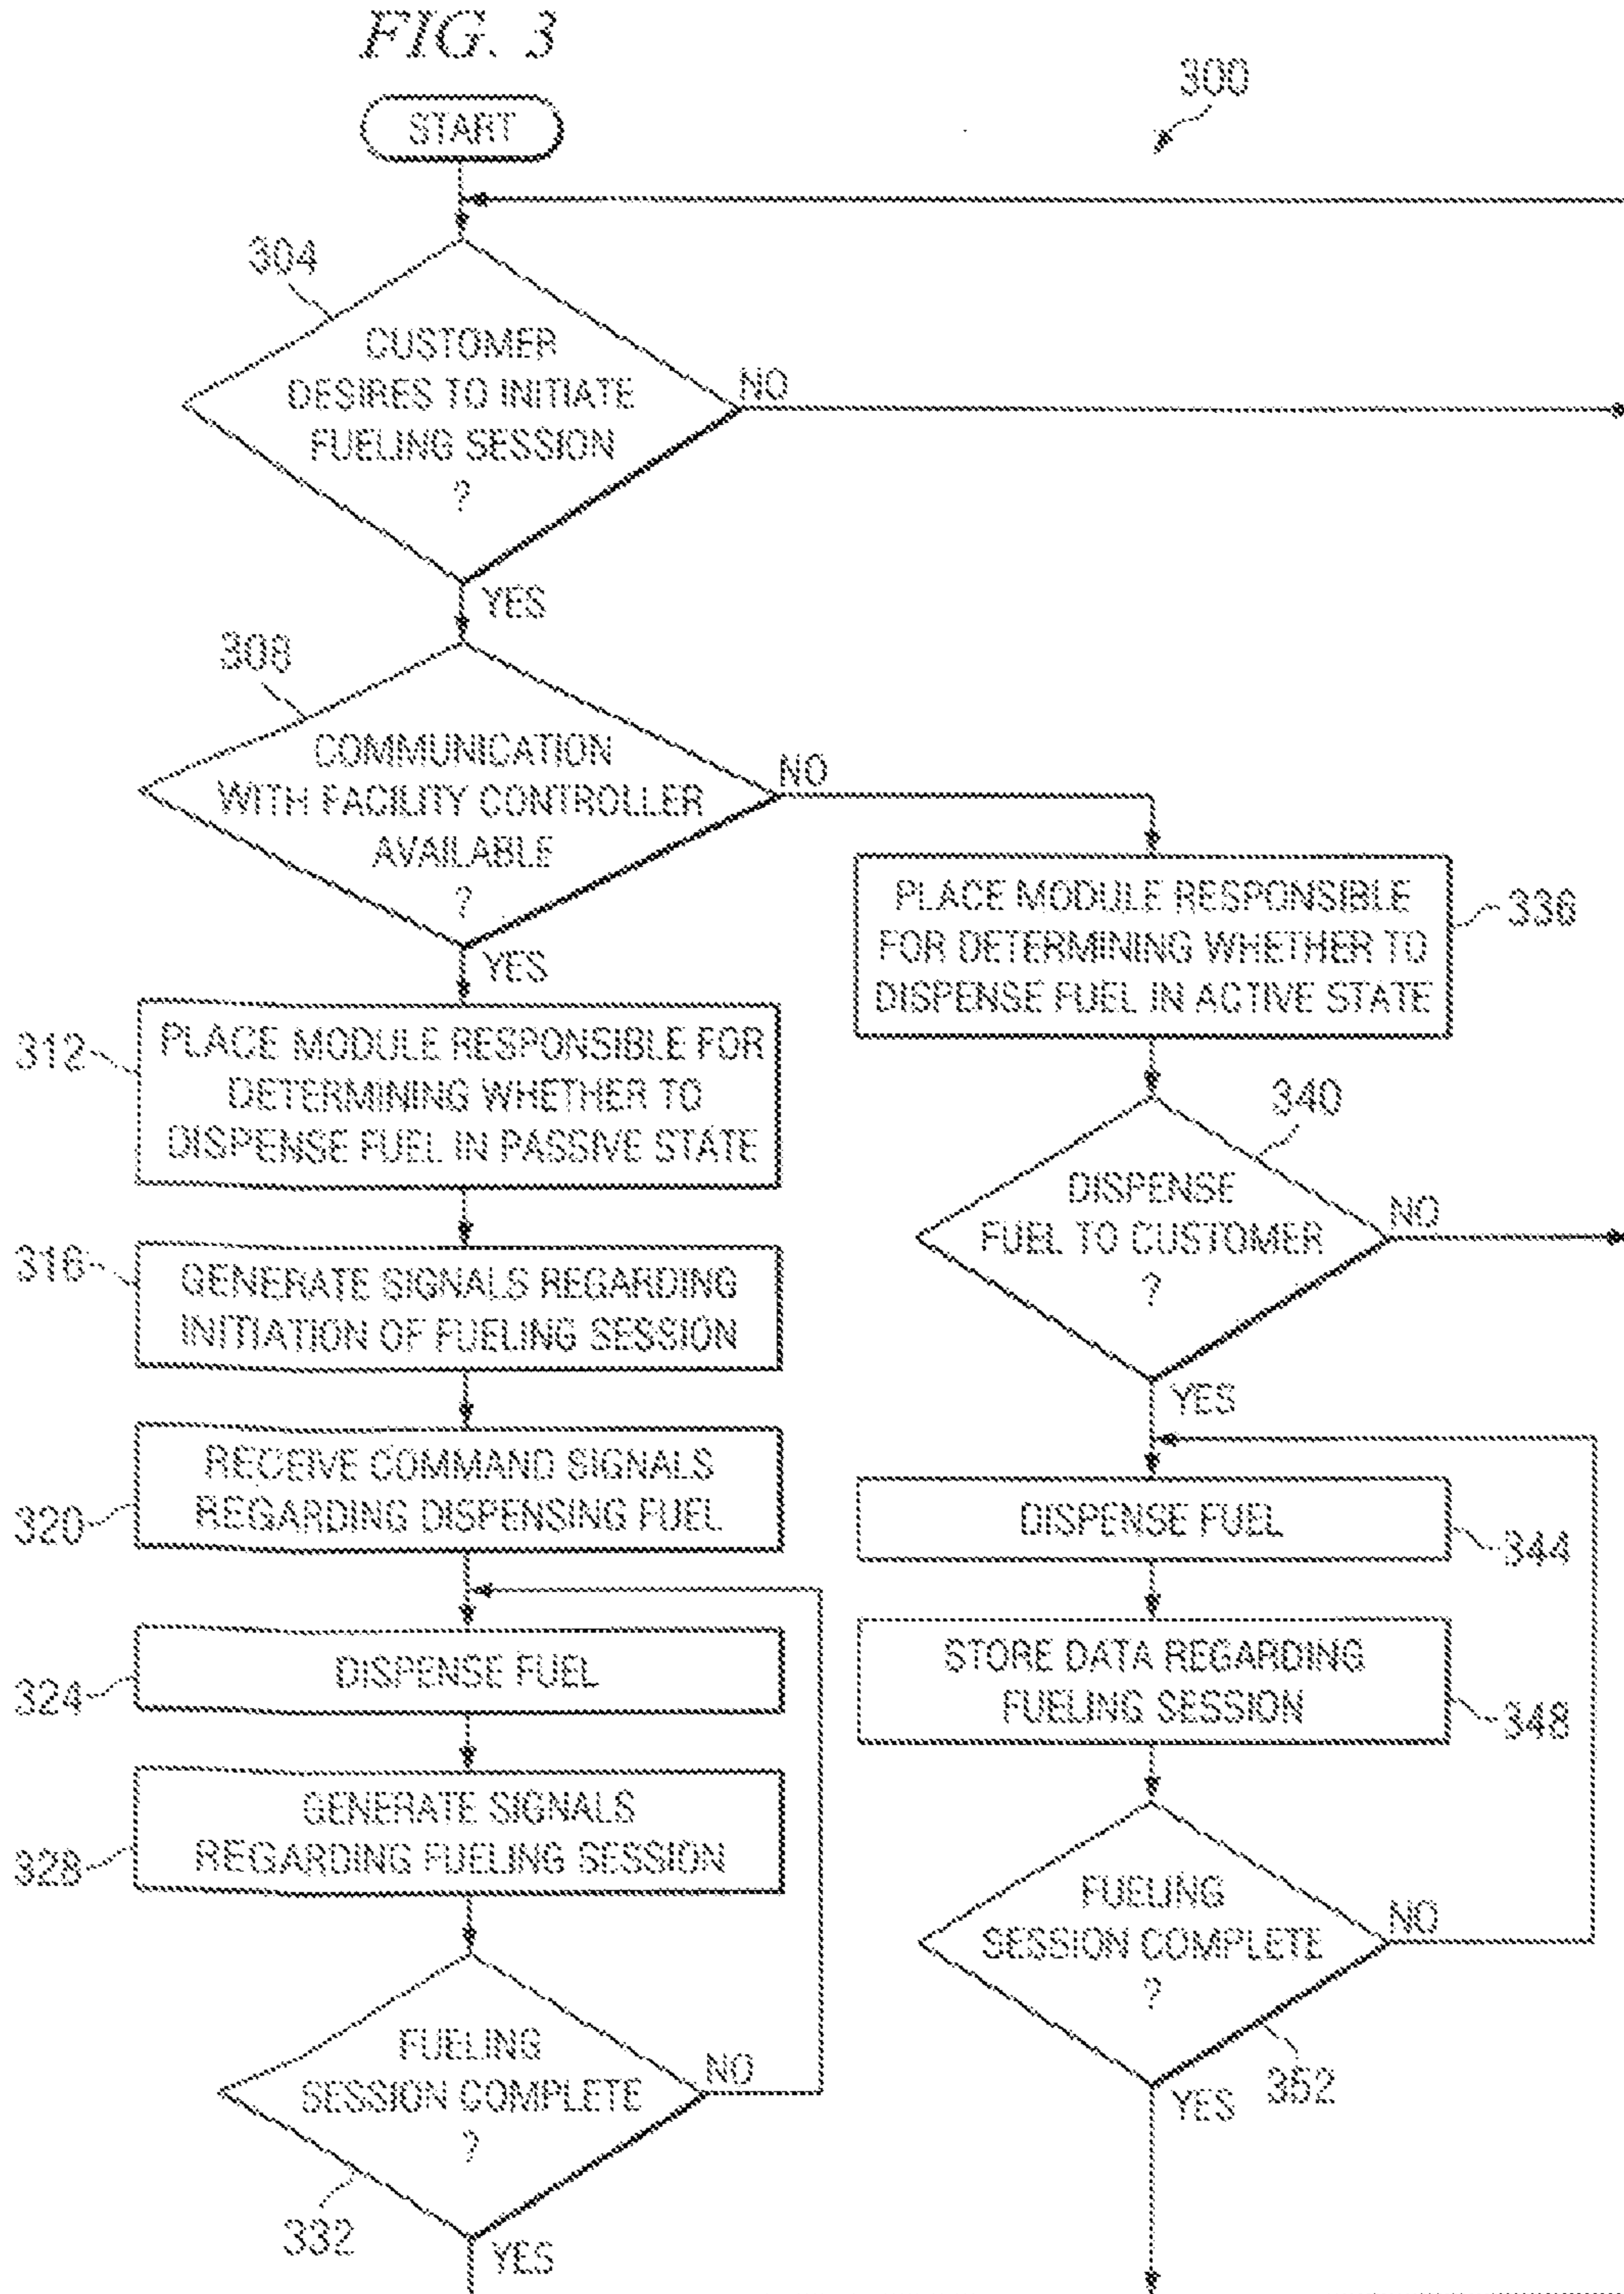 FIG. 3
300
START
304
CUSTOMER
DESIRES TO INITIATE
FUELING SESSION
?
NO
YES
308
COMMUNICATION
WITH FACILITY CONTROLLER
AVAILABLE
?
NO
YES
312
PLACE MODULE RESPONSIBLE FOR
DETERMINING WHETHER TO
DISPENSE FUEL IN PASSIVE STATE
316
GENERATE SIGNALS REGARDING
INITIATION OF FUELING SESSION
320
RECEIVE COMMAND SIGNALS
REGARDING DISPENSING FUEL
324
DISPENSE FUEL
328
GENERATE SIGNALS
REGARDING FUELING SESSION
FUELING
SESSION COMPLETE
?
NO
332
YES
PLACE MODULE RESPONSIBLE
FOR DETERMINING WHETHER TO
DISPENSE FUEL IN ACTIVE STATE
336
340
DISPENSE
FUEL TO CUSTOMER
?
NO
YES
DISPENSE FUEL
344
STORE DATA REGARDING
FUELING SESSION
348
FUELING
SESSION COMPLETE
?
NO
352
YES